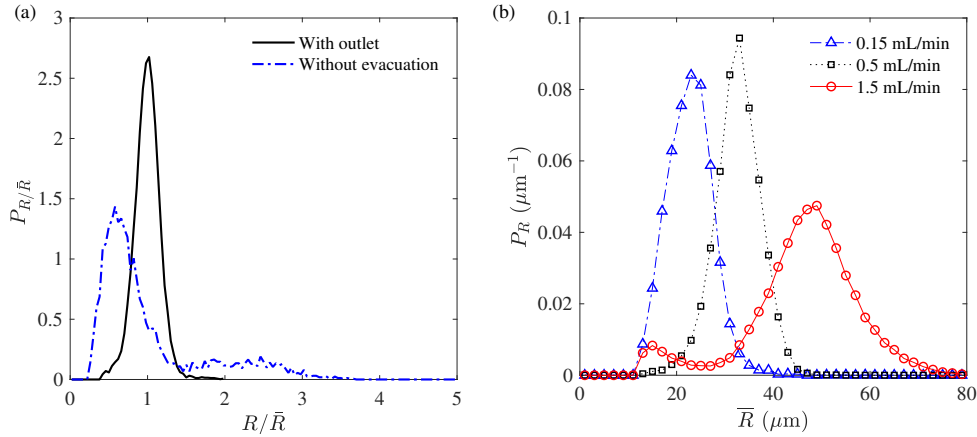 (a)
With outlet
Without evacuation
3
2.5
2
1.5
1
0.5
0
0 1 2 3 4 5
P_{R/R̄}
R/R̄
(b)
0.15 mL/min
0.5 mL/min
1.5 mL/min
0.1
0.08
0.06
0.04
0.02
0
0 20 40 60 80
P_R (μm⁻¹)
R̄ (μm)